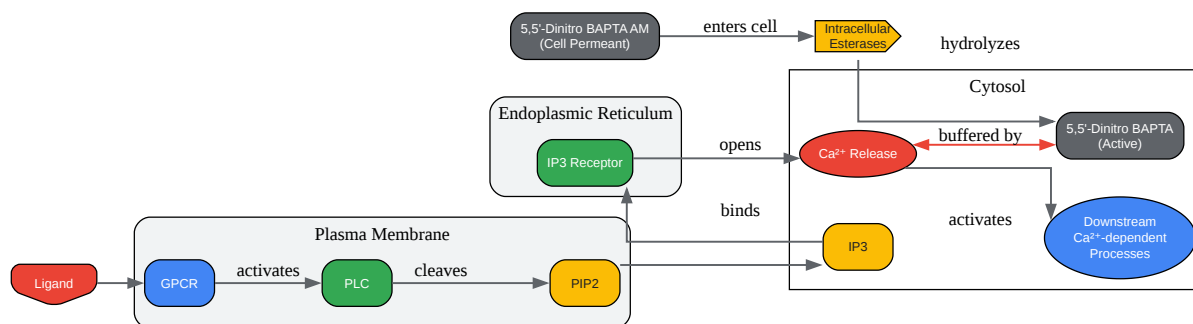 5,5'-Dinitro BAPTA AM
(Cell Permeant)
enters cell
Intracellular
Esterases
hydrolyzes
Cytosol
Endoplasmic Reticulum
IP3 Receptor
opens
Ca²⁺ Release
buffered by
5,5'-Dinitro BAPTA
(Active)
binds
activates
Downstream
Ca²⁺-dependent
Processes
IP3
Plasma Membrane
Ligand
GPCR
activates
PLC
cleaves
PIP2